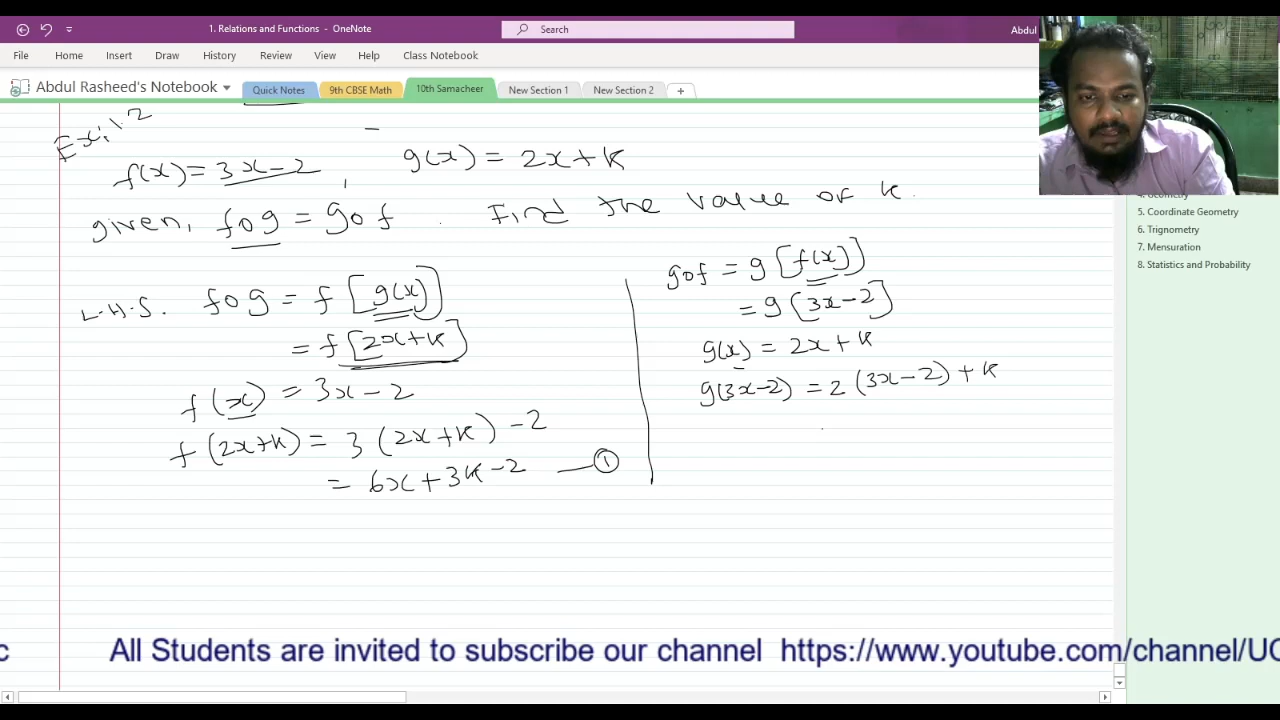 1. Relations and Functions - OneNote
Search
Abdul
File Home Insert Draw History Review View Help Class Notebook
Abdul Rasheed's Notebook
Quick Notes
9th CBSE Math
10th Samacheer
New Section 1
New Section 2
5. Coordinate Geometry
6. Trignometry
7. Mensuration
8. Statistics and Probability
f(x) = 3x-2 , g(x) = 2x+k
given, fog = gof . Find the value of k.
L.H.S. fog = f [g(x)]
= f [2x+k]
f(x) = 3x-2
f(2x+k) = 3(2x+k) -2
= 6x+3k-2 — ①
gof = g [f(x)]
= g [3x-2]
g(x) = 2x+k
g(3x-2) = 2(3x-2)+k
All Students are invited to subscribe our channel https://www.youtube.com/channel/UC